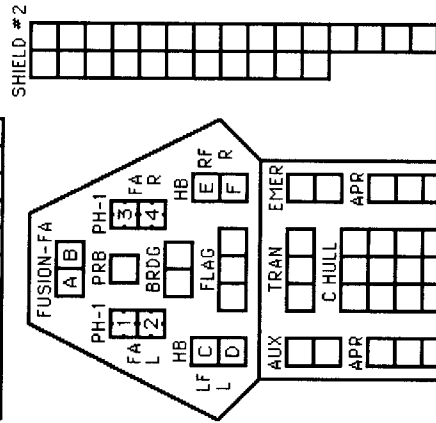 SHIELD #2
FUSION-FA
A B
PH-1 PRB PH-1
1 3 FA
FA 2 4 R
L
BRDG
HB HB
LF C E RF
L D F R
FLAG
AUX TRAN EMER
C HULL
APR APR